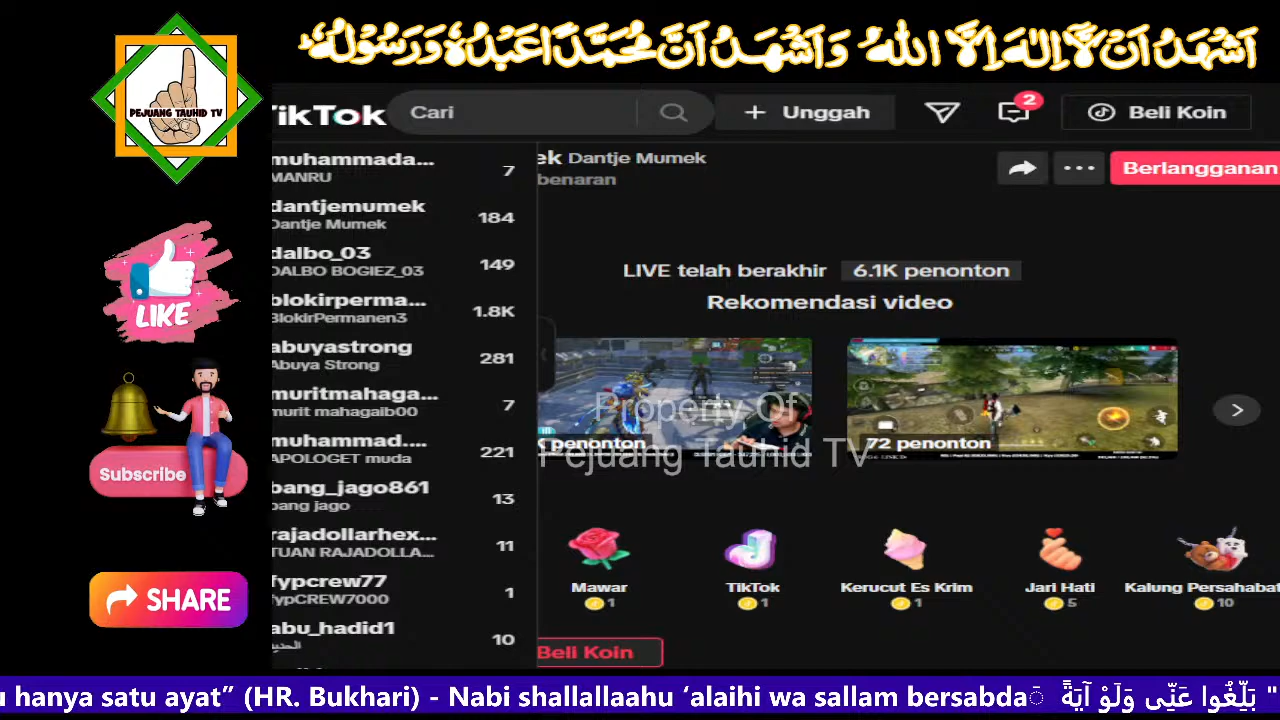 اَشْهَدُ اَنْ لَّا اِلٰهَ اِلَّا اللهُ وَ اَشْهَدُ اَنَّ مُحَمَّدًا عَبْدُهُ وَرَسُوْلُهُ
PEJUANG TAUHID TV
TikTok
Cari
Unggah
2
Beli Koin
muhammada...
MANRU
7
dantjemumek
Dantje Mumek
184
dalbo_03
DALBO BOGIEZ_03
149
blokirperma...
BlokirPermanen3
1.8K
abuyastrong
Abuya Strong
281
muritmahaga...
murit mahagaib00
7
muhammad....
APOLOGET muda
221
bang_jago861
bang jago
13
rajadollarhex...
TUAN RAJADOLLA...
11
fypcrew77
fypCREW7000
1
abu_hadid1
10
ek Dantje Mumek
benaran
Berlangganan
LIVE telah berakhir
6.1K penonton
Rekomendasi video
K penonton
72 penonton
Property Of
Pejuang Tauhid TV
Mawar
1
TikTok
1
Kerucut Es Krim
1
Jari Hati
5
Kalung Persahabat
10
Beli Koin
LIKE
Subscribe
SHARE
u hanya satu ayat” (HR. Bukhari) - Nabi shallallaahu ‘alaihi wa sallam bersabda بَلِّغُوا عَنِّى وَلَوْ آيَةً "